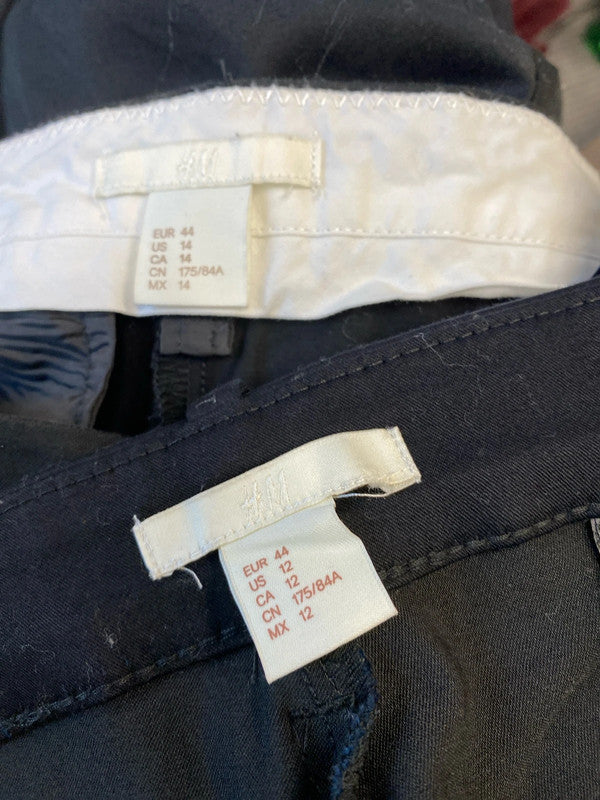 H&M
EUR 44
US 14
CA 14
CN 175/84A
MX 14
H&M
EUR 44
US 12
CA 12
CN 175/84A
MX 12